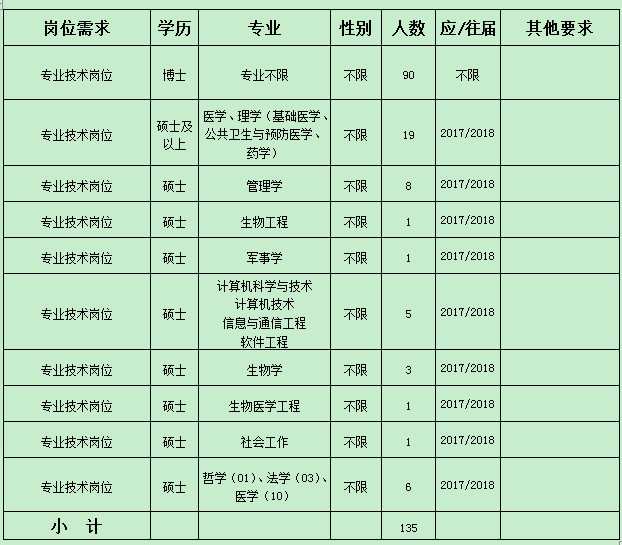 岗位需求 学历 专业 性别 人数 应/往届 其他要求
专业技术岗位 博士 专业不限 不限 90 不限
专业技术岗位 硕士及以上 医学、理学（基础医学、公共卫生与预防医学、药学） 不限 19 2017/2018
专业技术岗位 硕士 管理学 不限 8 2017/2018
专业技术岗位 硕士 生物工程 不限 1 2017/2018
专业技术岗位 硕士 军事学 不限 1 2017/2018
专业技术岗位 硕士 计算机科学与技术 计算机技术 信息与通信工程 软件工程 不限 5 2017/2018
专业技术岗位 硕士 生物学 不限 3 2017/2018
专业技术岗位 硕士 生物医学工程 不限 1 2017/2018
专业技术岗位 硕士 社会工作 不限 1 2017/2018
专业技术岗位 硕士 哲学（01）、法学（03）、医学（10） 不限 6 2017/2018
小 计 135